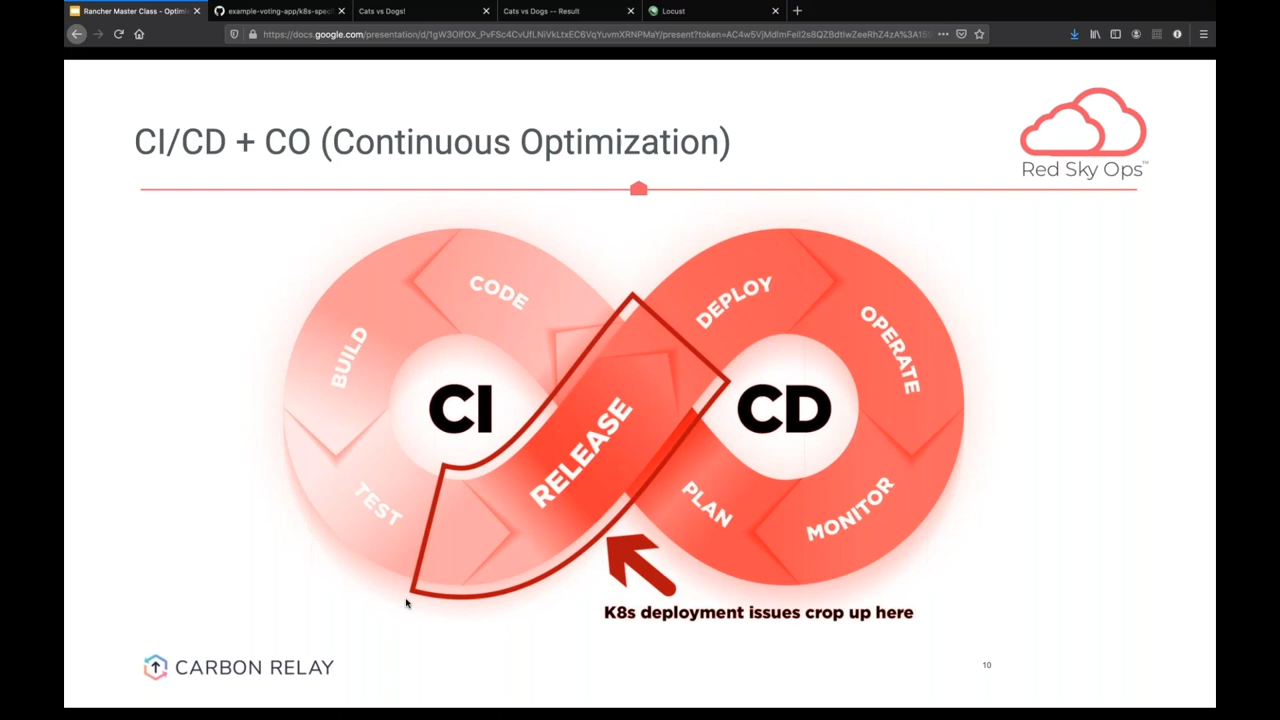 Rancher Master Class - Optimi
example-voting-app/k8s-speci
Cats vs Dogs!
Cats vs Dogs -- Result
Locust
CI/CD + CO (Continuous Optimization)
Red Sky Ops™
CODE
DEPLOY
BUILD
OPERATE
CI
CD
RELEASE
TEST
PLAN
MONITOR
K8s deployment issues crop up here
CARBON RELAY
10